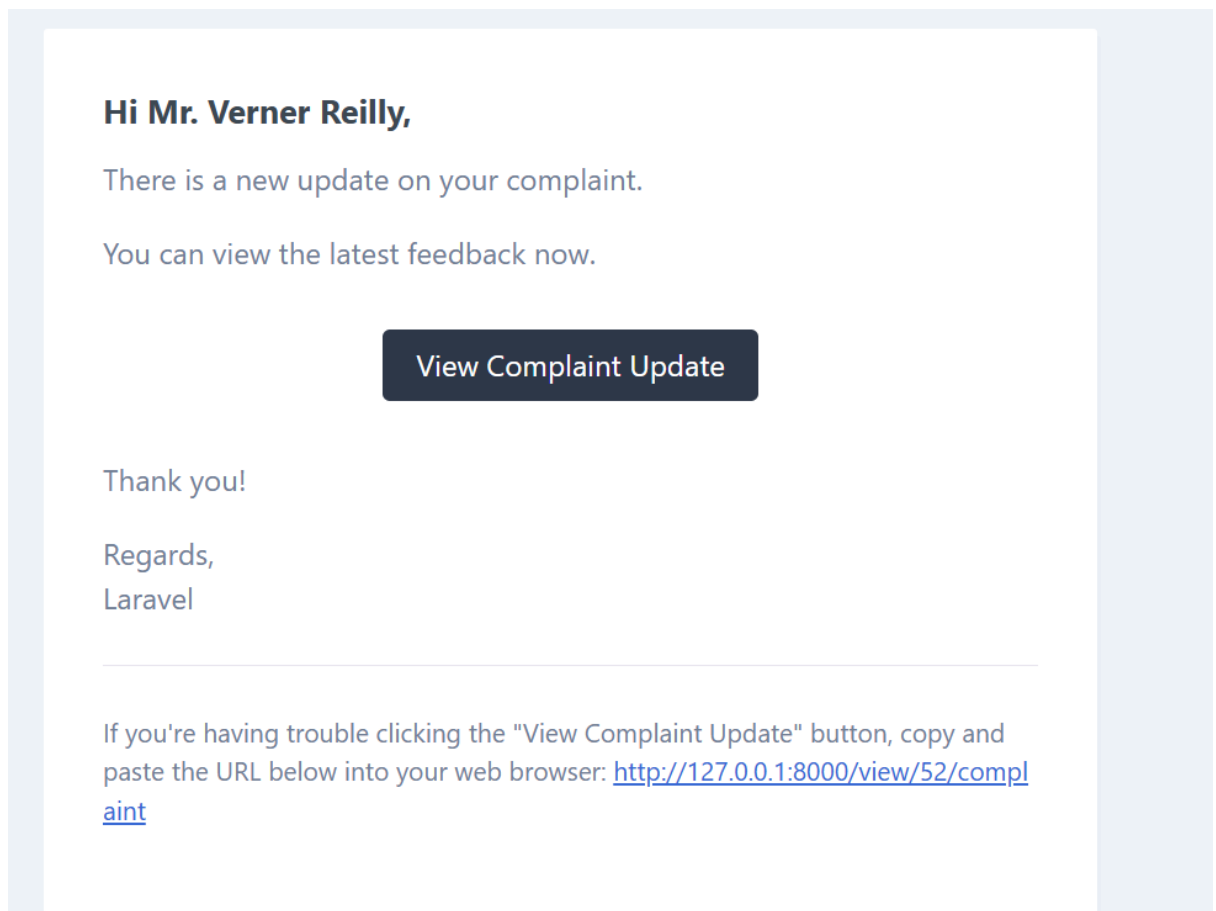 Hi Mr. Verner Reilly,
There is a new update on your complaint.
You can view the latest feedback now.
View Complaint Update
Thank you!
Regards,
Laravel
If you're having trouble clicking the "View Complaint Update" button, copy and
paste the URL below into your web browser: http://127.0.0.1:8000/view/52/compl
aint